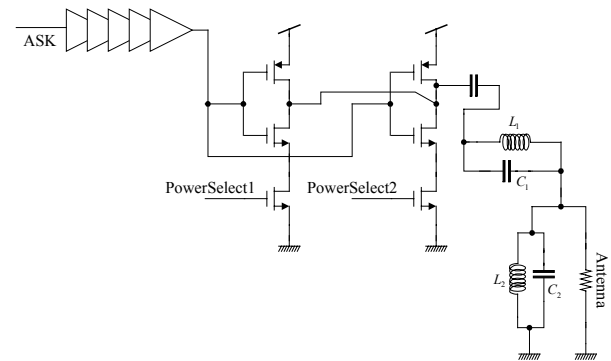 ASK
PowerSelect1
PowerSelect2
L1
C1
L2
C2
Antenna